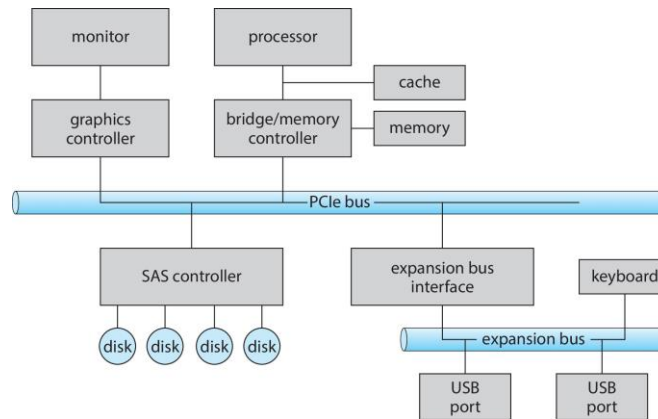 monitor
processor
cache
graphics
controller
bridge/memory
controller
memory
PCIe bus
SAS controller
expansion bus
interface
keyboard
disk
disk
disk
disk
expansion bus
USB
port
USB
port